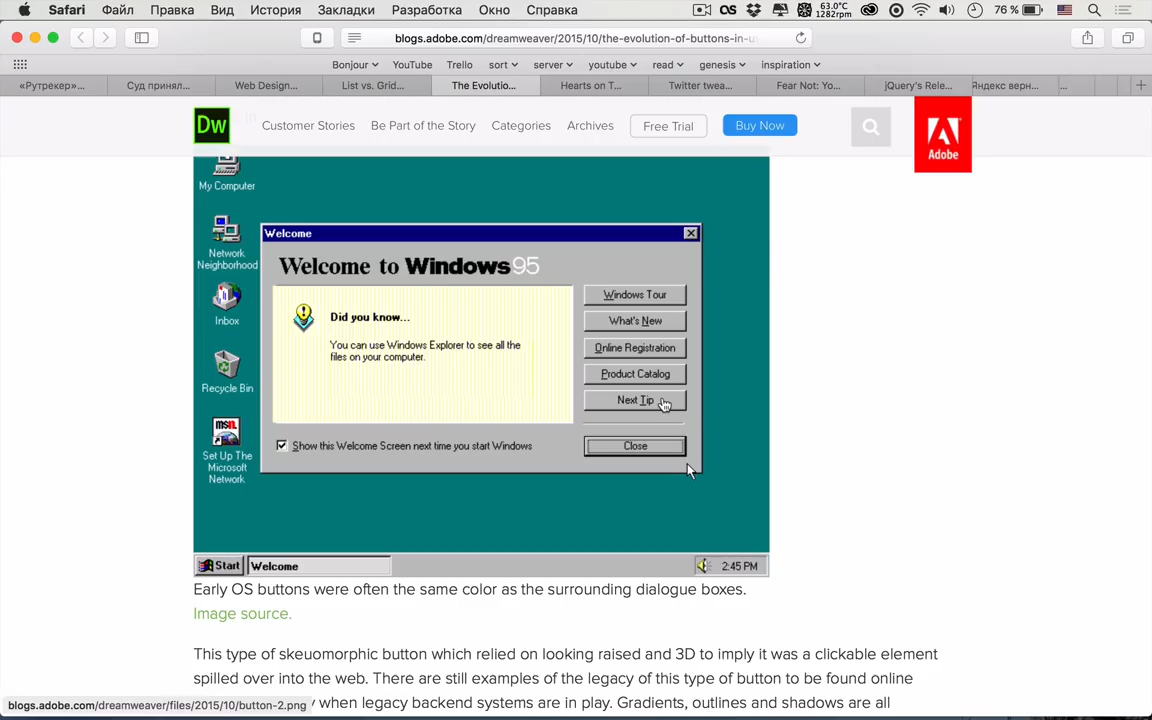 Safari Файл Правка Вид История Закладки Разработка Окно Справка 63.0°C 1282rpm 76 %
blogs.adobe.com/dreamweaver/2015/10/the-evolution-of-buttons-in-u
Bonjour YouTube Trello sort server youtube read genesis inspiration
«Рутрекер»... Суд принял... Web Design... List vs. Grid... The Evolutio... Hearts on T... Twitter twea... Fear Not: Yo... jQuery's Rele... Яндекс верн... ...
Dw Customer Stories Be Part of the Story Categories Archives Free Trial Buy Now
Adobe
My Computer
Network Neighborhood
Inbox
Recycle Bin
MSN
Set Up The Microsoft Network
Welcome
Welcome to Windows 95
Did you know...
You can use Windows Explorer to see all the
files on your computer.
Windows Tour
What's New
Online Registration
Product Catalog
Next Tip
Show this Welcome Screen next time you start Windows
Close
Start Welcome 2:45 PM
Early OS buttons were often the same color as the surrounding dialogue boxes.
Image source.
This type of skeuomorphic button which relied on looking raised and 3D to imply it was a clickable element
spilled over into the web. There are still examples of the legacy of this type of button to be found online
when legacy backend systems are in play. Gradients, outlines and shadows are all
blogs.adobe.com/dreamweaver/files/2015/10/button-2.png